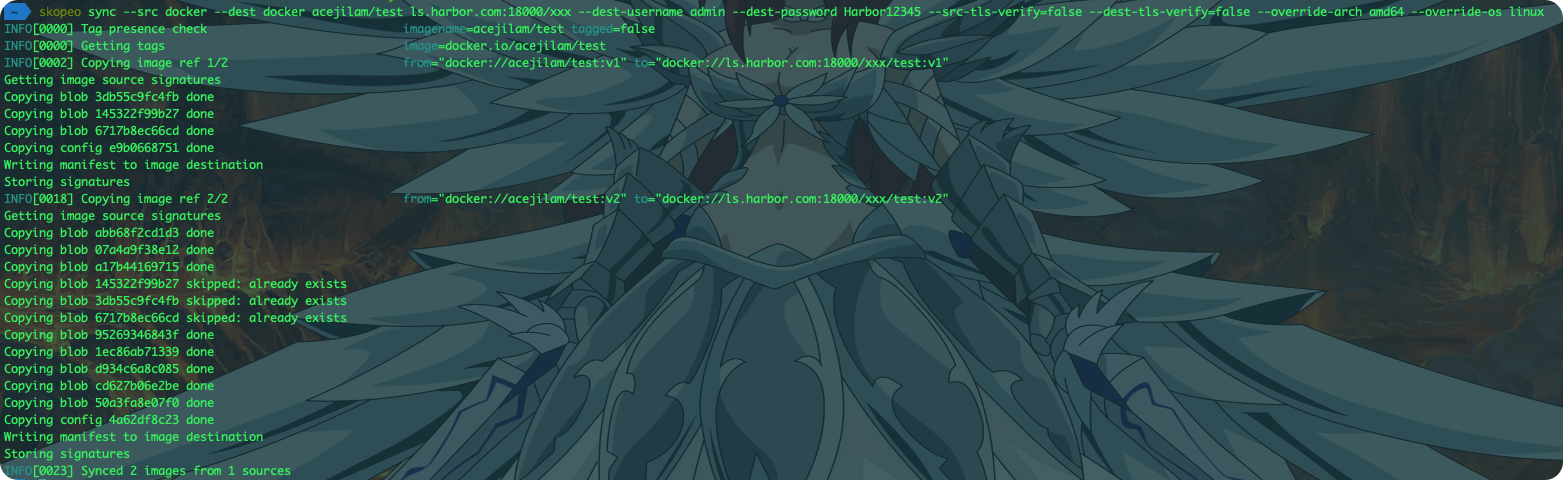 ~ skopeo sync --src docker --dest docker acejilam/test ls.harbor.com:18000/xxx --dest-username admin --dest-password Harbor12345 --src-tls-verify=false --dest-tls-verify=false --override-arch amd64 --override-os linux
INFO[0000] Tag presence check imagename=acejilam/test tagged=false
INFO[0000] Getting tags image=docker.io/acejilam/test
INFO[0002] Copying image ref 1/2 from="docker://acejilam/test:v1" to="docker://ls.harbor.com:18000/xxx/test:v1"
Getting image source signatures
Copying blob 3db55c9fc4fb done
Copying blob 145322f99b27 done
Copying blob 6717b8ec66cd done
Copying config e9b0668751 done
Writing manifest to image destination
Storing signatures
INFO[0018] Copying image ref 2/2 from="docker://acejilam/test:v2" to="docker://ls.harbor.com:18000/xxx/test:v2"
Getting image source signatures
Copying blob abb68f2cd1d3 done
Copying blob 07a4a9f38e12 done
Copying blob a17b44169715 done
Copying blob 145322f99b27 skipped: already exists
Copying blob 3db55c9fc4fb skipped: already exists
Copying blob 6717b8ec66cd skipped: already exists
Copying blob 95269346843f done
Copying blob 1ec86ab71339 done
Copying blob d934c6a8c085 done
Copying blob cd627b06e2be done
Copying blob 50a3fa8e07f0 done
Copying config 4a62df8c23 done
Writing manifest to image destination
Storing signatures
INFO[0023] Synced 2 images from 1 sources